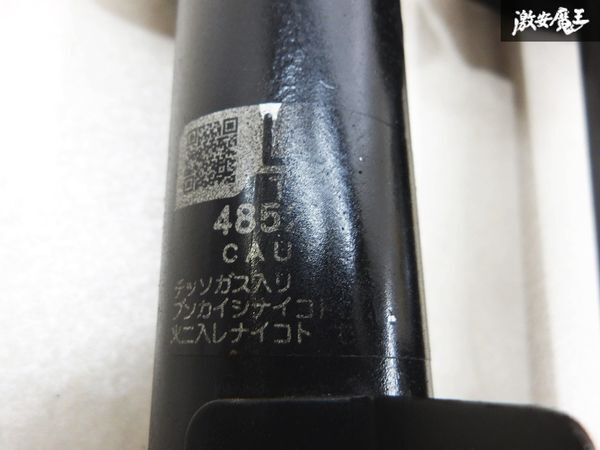 激安魔王
485
CAU
チッソガス入リ
ブンカイシナイコト
火ニ入レナイコト